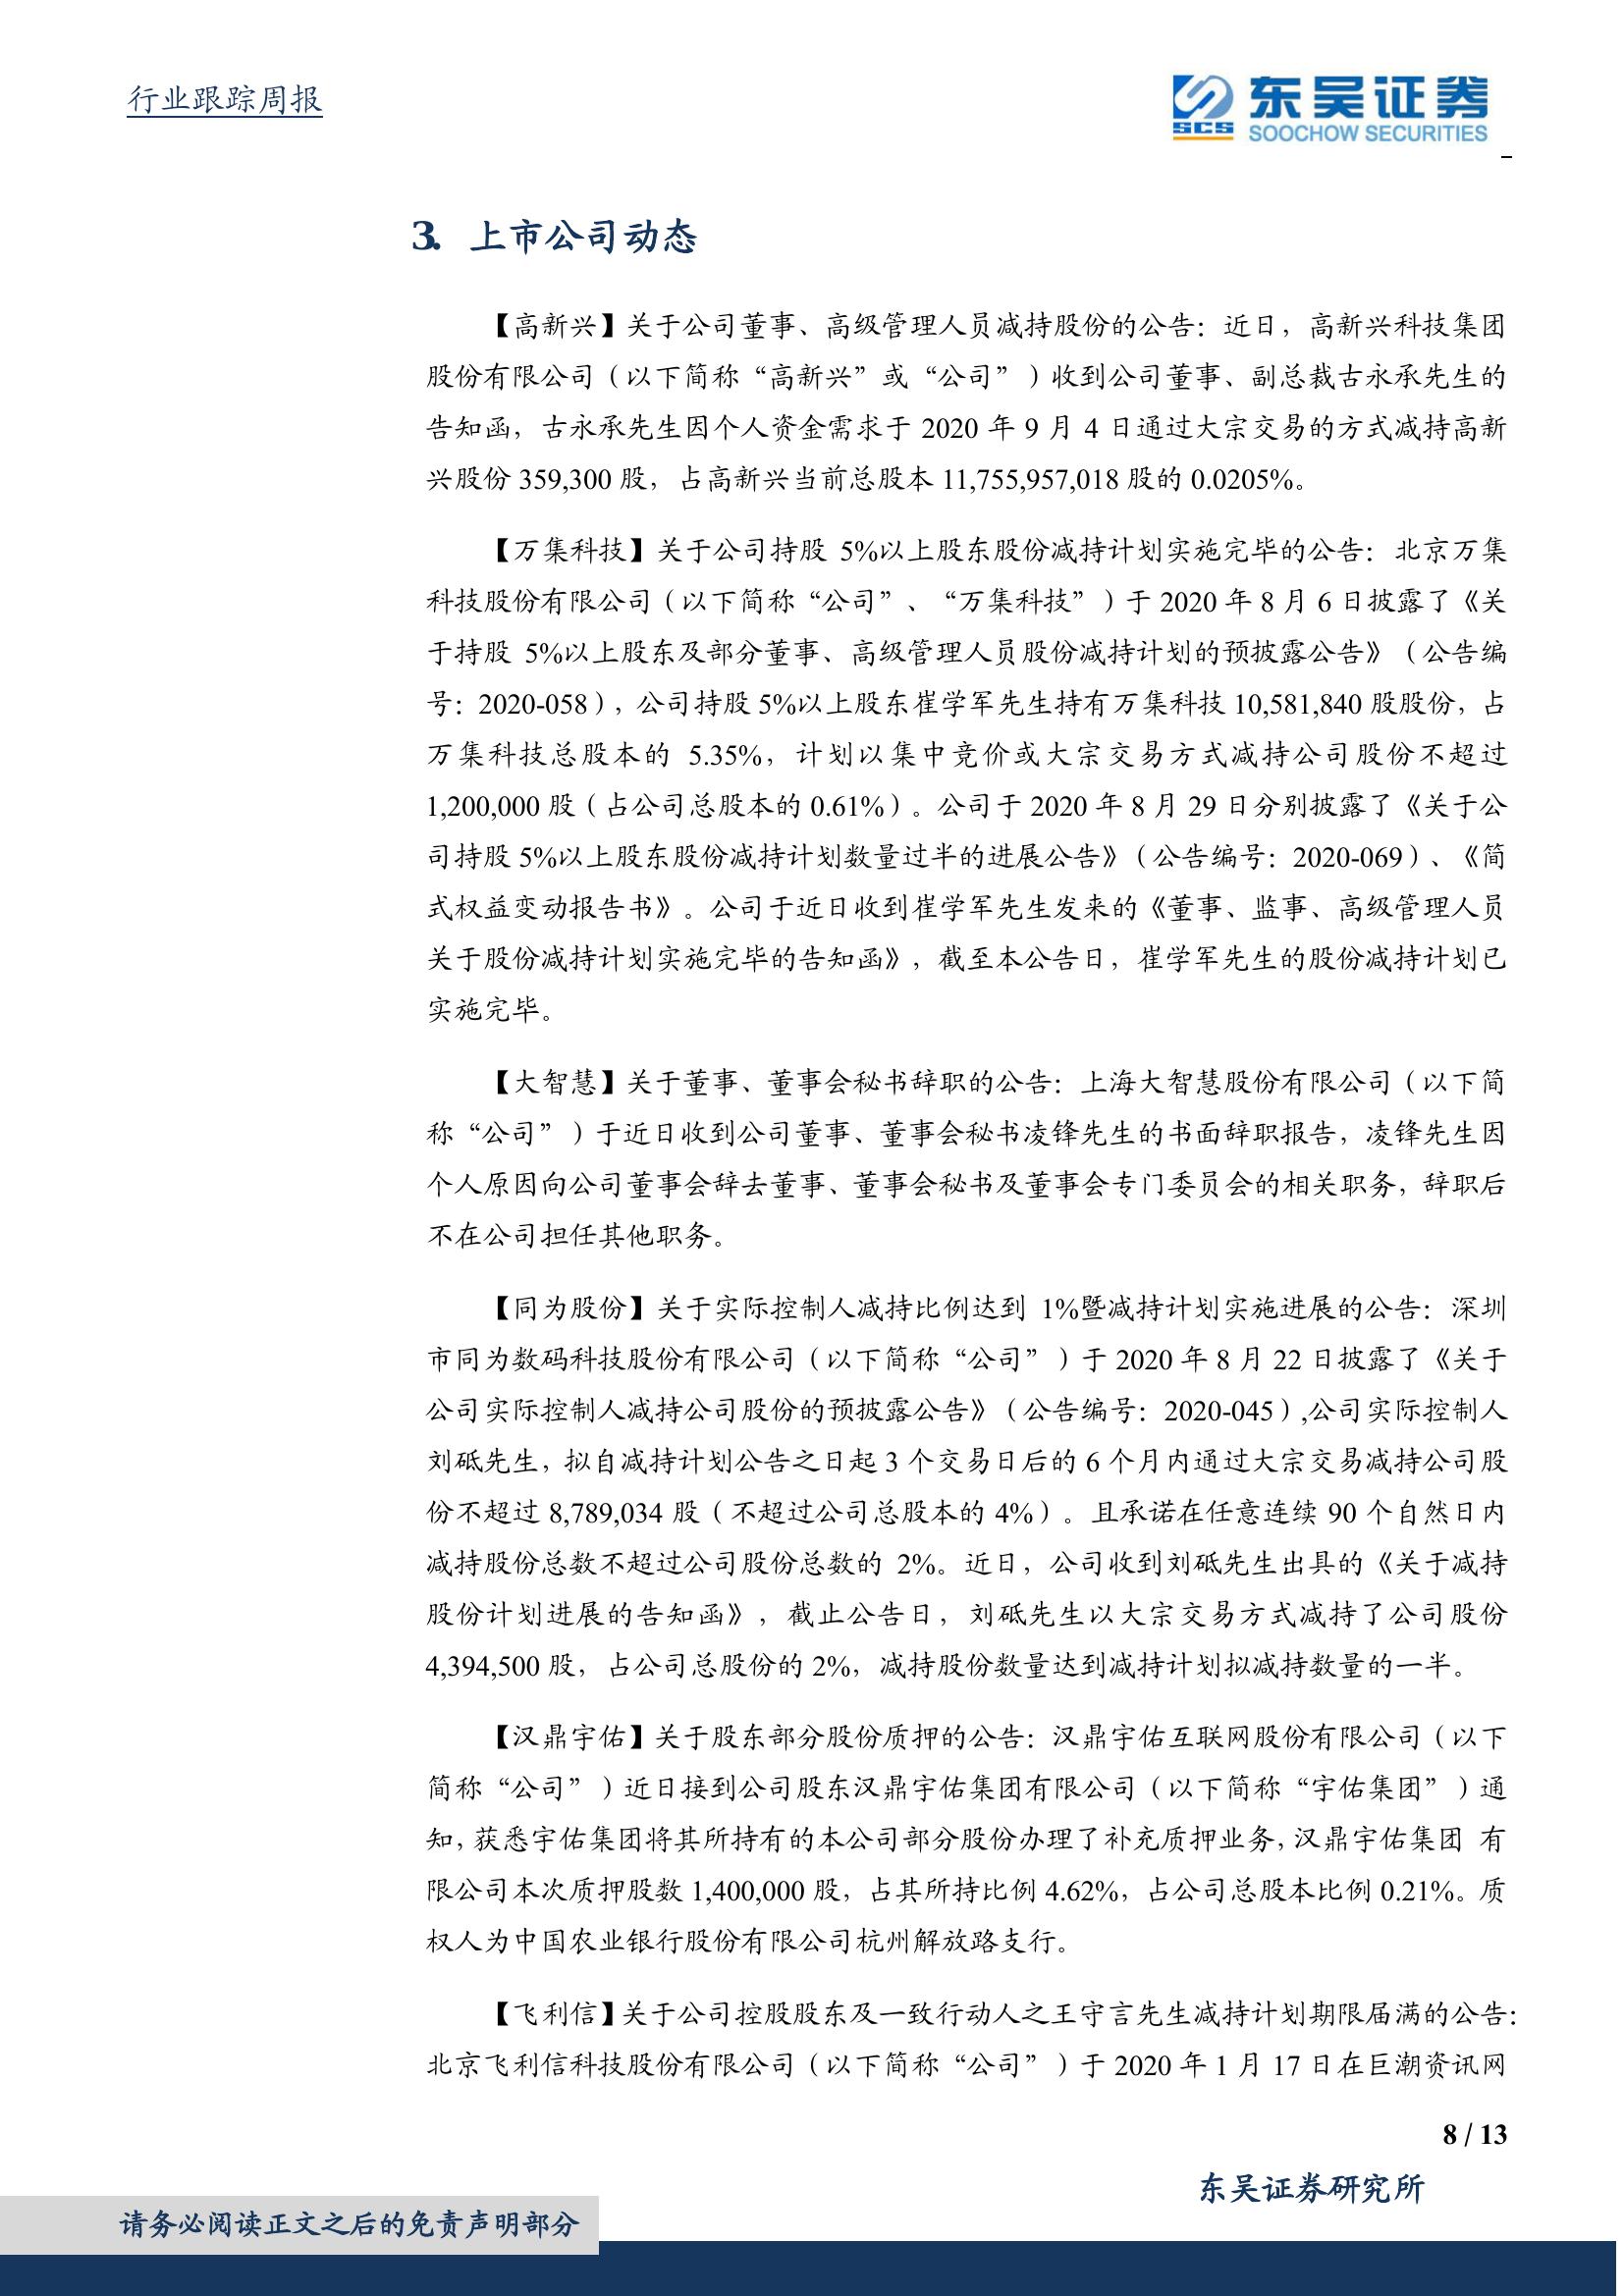 行业跟踪周报
东吴证券
SCS
SOOCHOW SECURITIES
3. 上市公司动态
【高新兴】关于公司董事、高级管理人员减持股份的公告：近日，高新兴科技集团
股份有限公司（以下简称“高新兴”或“公司”）收到公司董事、副总裁古永承先生的
告知函，古永承先生因个人资金需求于 2020 年 9 月 4 日通过大宗交易的方式减持高新
兴股份 359,300 股，占高新兴当前总股本 11,755,957,018 股的 0.0205%。
【万集科技】关于公司持股 5%以上股东股份减持计划实施完毕的公告：北京万集
科技股份有限公司（以下简称“公司”、“万集科技”）于 2020 年 8 月 6 日披露了《关
于持股 5%以上股东及部分董事、高级管理人员股份减持计划的预披露公告》（公告编
号：2020-058），公司持股 5%以上股东崔学军先生持有万集科技 10,581,840 股股份，占
万集科技总股本的 5.35%，计划以集中竞价或大宗交易方式减持公司股份不超过
1,200,000 股（占公司总股本的 0.61%）。公司于 2020 年 8 月 29 日分别披露了《关于公
司持股 5%以上股东股份减持计划数量过半的进展公告》（公告编号：2020-069）、《简
式权益变动报告书》。公司于近日收到崔学军先生发来的《董事、监事、高级管理人员
关于股份减持计划实施完毕的告知函》，截至本公告日，崔学军先生的股份减持计划已
实施完毕。
【大智慧】关于董事、董事会秘书辞职的公告：上海大智慧股份有限公司（以下简
称“公司”）于近日收到公司董事、董事会秘书凌锋先生的书面辞职报告，凌锋先生因
个人原因向公司董事会辞去董事、董事会秘书及董事会专门委员会的相关职务，辞职后
不在公司担任其他职务。
【同为股份】关于实际控制人减持比例达到 1%暨减持计划实施进展的公告：深圳
市同为数码科技股份有限公司（以下简称“公司”）于 2020 年 8 月 22 日披露了《关于
公司实际控制人减持公司股份的预披露公告》（公告编号：2020-045）,公司实际控制人
刘砥先生，拟自减持计划公告之日起 3 个交易日后的 6 个月内通过大宗交易减持公司股
份不超过 8,789,034 股（不超过公司总股本的 4%）。且承诺在任意连续 90 个自然日内
减持股份总数不超过公司股份总数的 2%。近日，公司收到刘砥先生出具的《关于减持
股份计划进展的告知函》，截止公告日，刘砥先生以大宗交易方式减持了公司股份
4,394,500 股，占公司总股份的 2%，减持股份数量达到减持计划拟减持数量的一半。
【汉鼎宇佑】关于股东部分股份质押的公告：汉鼎宇佑互联网股份有限公司（以下
简称“公司”）近日接到公司股东汉鼎宇佑集团有限公司（以下简称“宇佑集团”）通
知，获悉宇佑集团将其所持有的本公司部分股份办理了补充质押业务，汉鼎宇佑集团 有
限公司本次质押股数 1,400,000 股，占其所持比例 4.62%，占公司总股本比例 0.21%。质
权人为中国农业银行股份有限公司杭州解放路支行。
【飞利信】关于公司控股股东及一致行动人之王守言先生减持计划期限届满的公告：
北京飞利信科技股份有限公司（以下简称“公司”）于 2020 年 1 月 17 日在巨潮资讯网
8 / 13
东吴证券研究所
请务必阅读正文之后的免责声明部分